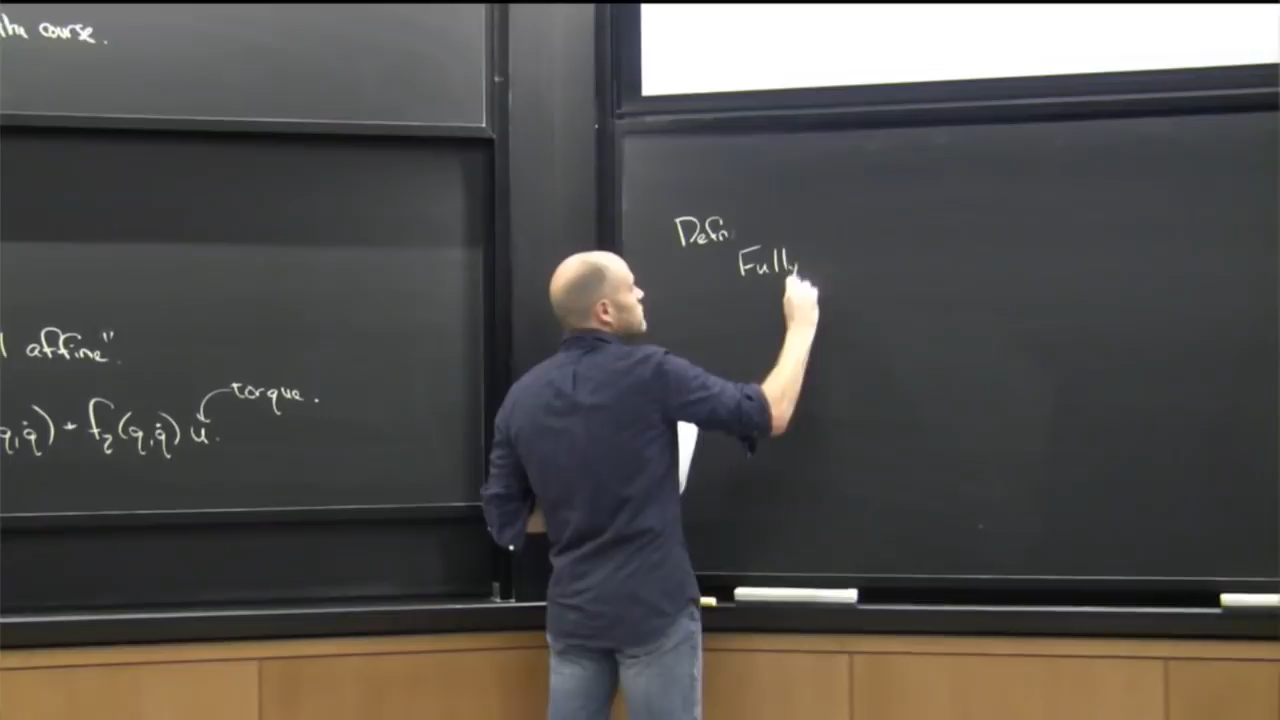 course.
affine".
torque.
q,q̇) + f₂(q,q̇) u.
Defn
Fully